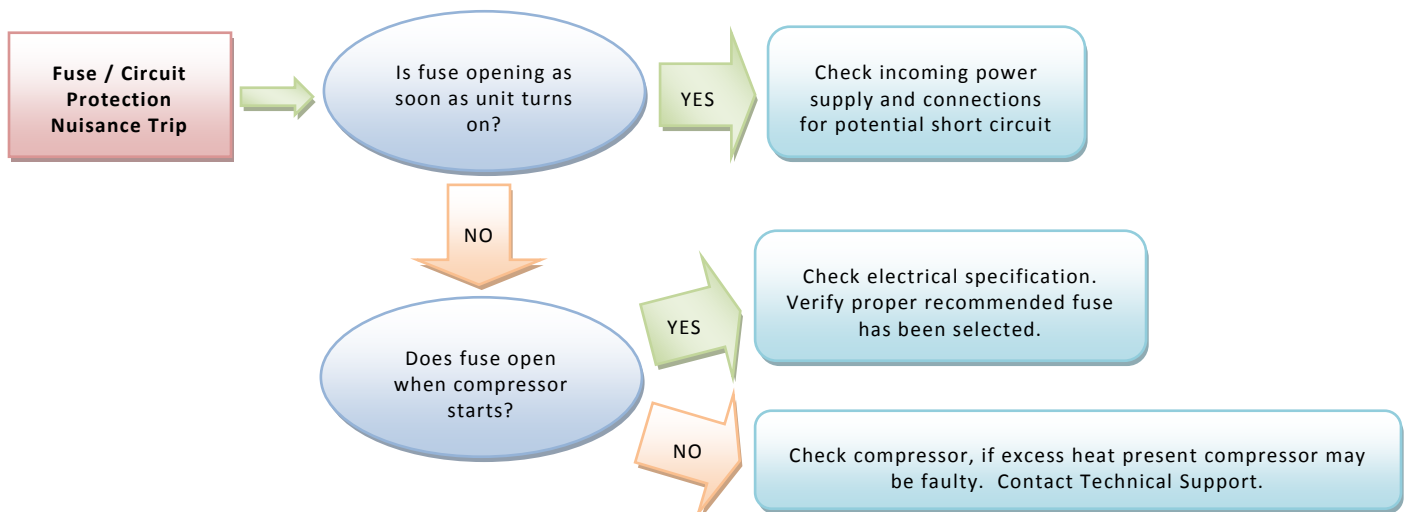 Fuse / Circuit
Protection
Nuisance Trip
Is fuse opening as
soon as unit turns
on?
YES
Check incoming power
supply and connections
for potential short circuit
NO
Does fuse open
when compressor
starts?
YES
Check electrical specification.
Verify proper recommended fuse
has been selected.
NO
Check compressor, if excess heat present compressor may
be faulty.  Contact Technical Support.